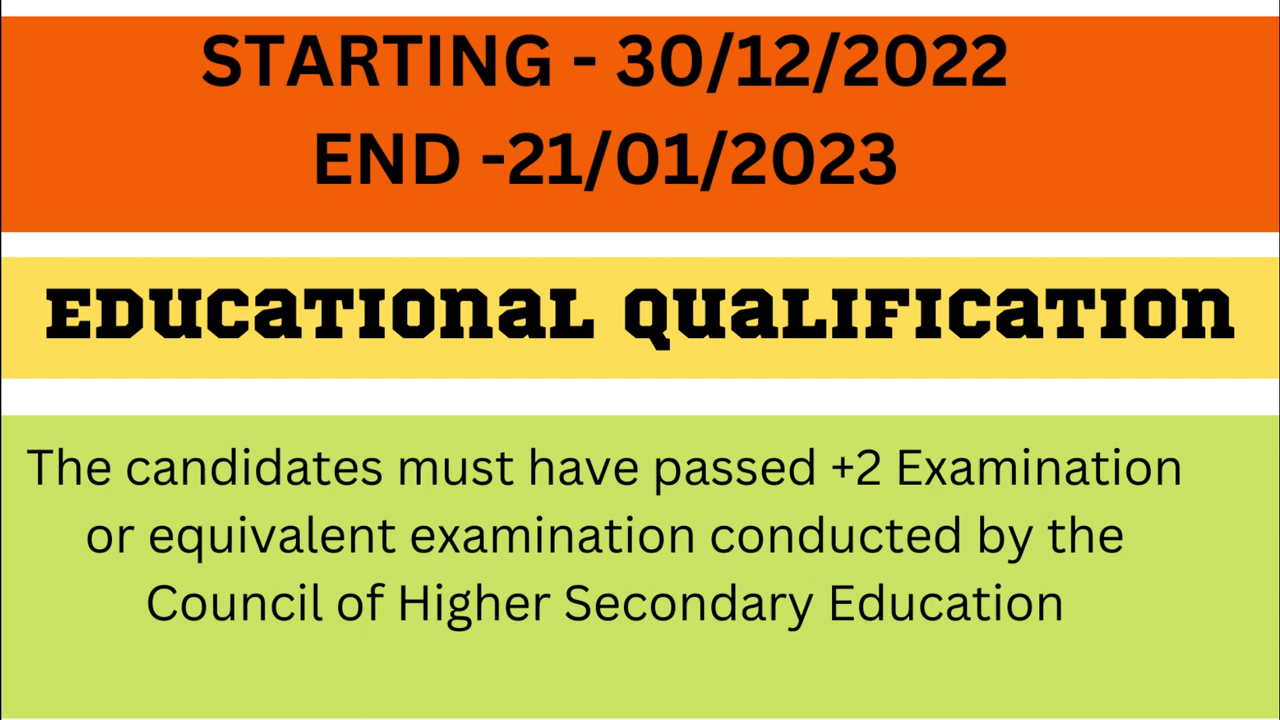 STARTING - 30/12/2022
END -21/01/2023
EDUCATIONAL QUALIFICATION
The candidates must have passed +2 Examination
or equivalent examination conducted by the
Council of Higher Secondary Education